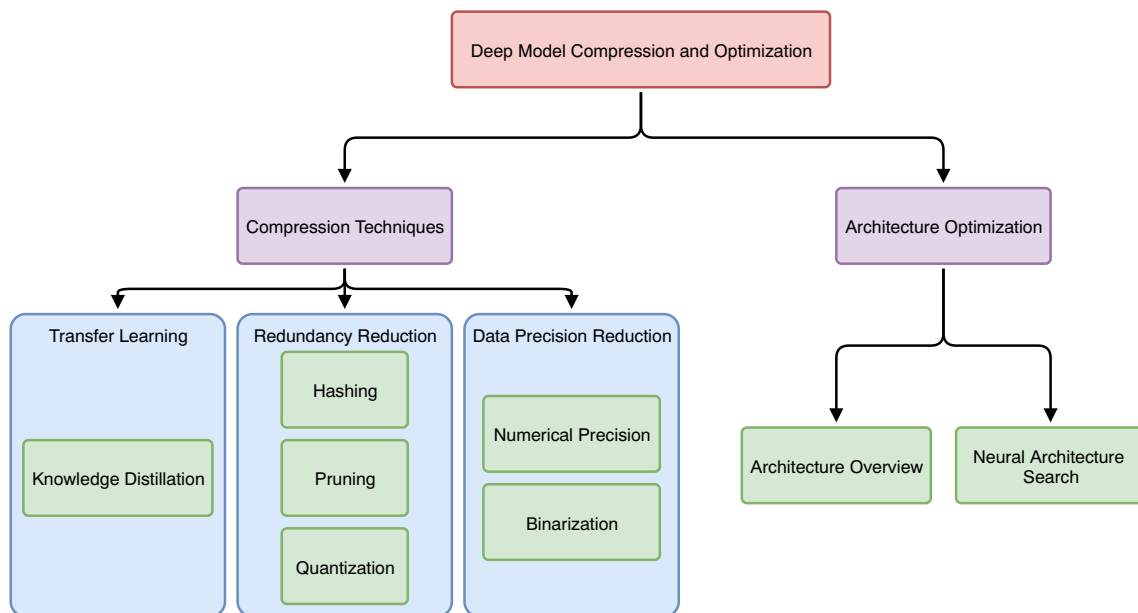 Deep Model Compression and Optimization
Compression Techniques
Architecture Optimization
Transfer Learning
Knowledge Distillation
Redundancy Reduction
Hashing
Pruning
Quantization
Data Precision Reduction
Numerical Precision
Binarization
Architecture Overview
Neural Architecture
Search